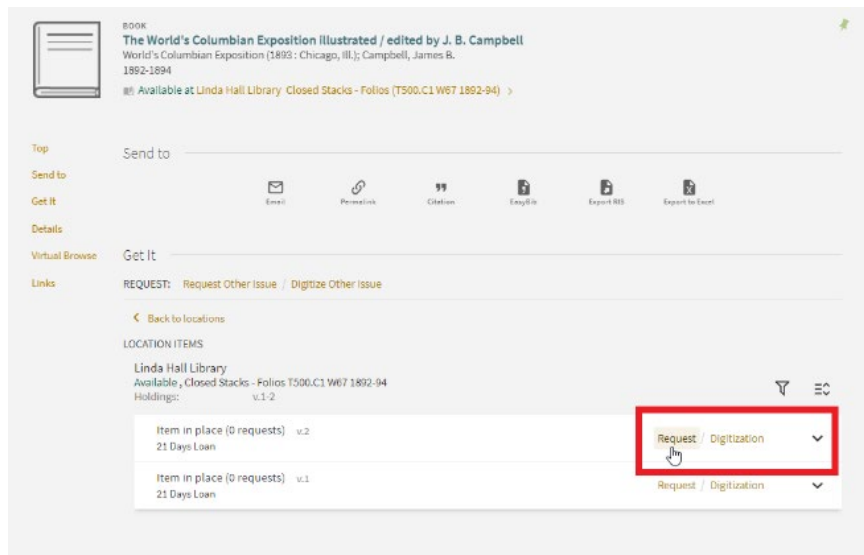 BOOK
The World's Columbian Exposition illustrated / edited by J. B. Campbell
World's Columbian Exposition (1893 : Chicago, Ill.); Campbell, James B.
1892-1894
Available at Linda Hall Library Closed Stacks - Folios (T500.C1 W67 1892-94)
Top
Send to
Get It
Details
Virtual Browse
Links
Send to
Email
Permalink
Citation
EasyBib
Export RIS
Export to Excel
Get It
REQUEST: Request Other Issue / Digitize Other Issue
Back to locations
LOCATION ITEMS
Linda Hall Library
Available , Closed Stacks - Folios T500.C1 W67 1892-94
Holdings: v.1-2
Item in place (0 requests) v.2
Request / Digitization
21 Days Loan
Item in place (0 requests) v.1
Request / Digitization
21 Days Loan